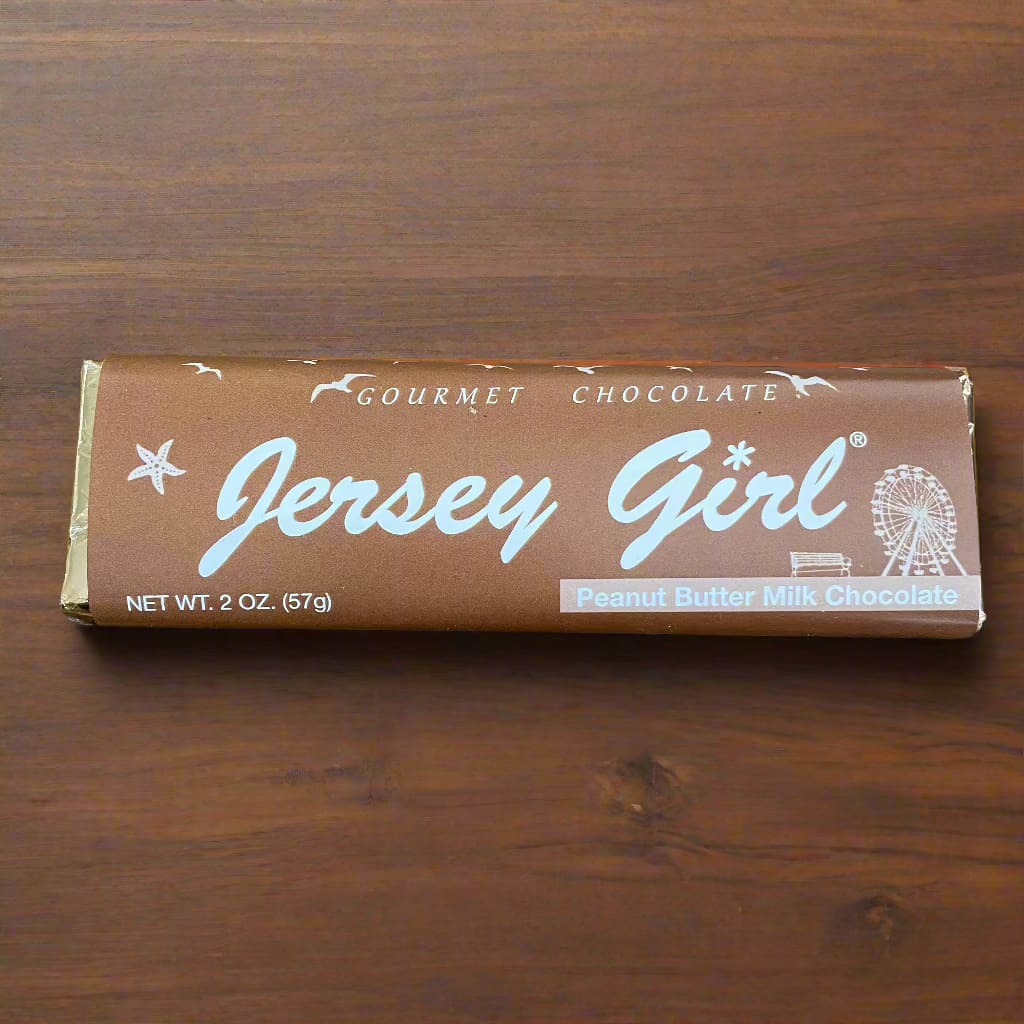 GOURMET CHOCOLATE
Jersey Girl®
NET WT. 2 OZ. (57g)
Peanut Butter Milk Chocolate